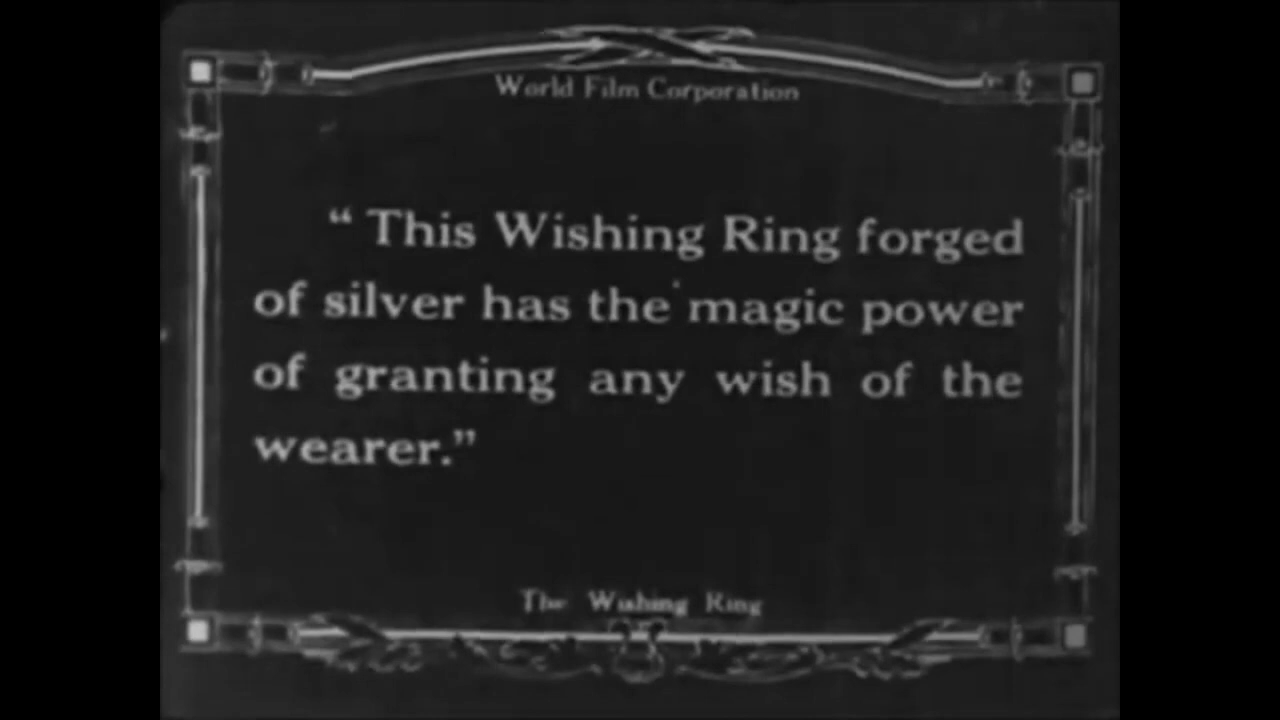 World Film Corporation
“ This Wishing Ring forged
of silver has the magic power
of granting any wish of the
wearer.”
The Wishing Ring